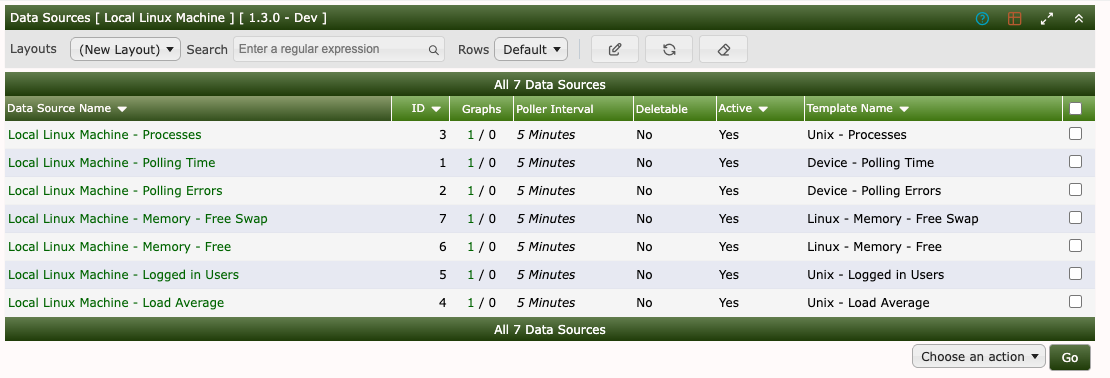 Data Sources [ Local Linux Machine ] [ 1.3.0 - Dev ]
Layouts (New Layout) Search Enter a regular expression Rows Default
All 7 Data Sources
Data Source Name ID Graphs Poller Interval Deletable Active Template Name
Local Linux Machine - Processes 3 1 / 0 5 Minutes No Yes Unix - Processes
Local Linux Machine - Polling Time 1 1 / 0 5 Minutes No Yes Device - Polling Time
Local Linux Machine - Polling Errors 2 1 / 0 5 Minutes No Yes Device - Polling Errors
Local Linux Machine - Memory - Free Swap 7 1 / 0 5 Minutes No Yes Linux - Memory - Free Swap
Local Linux Machine - Memory - Free 6 1 / 0 5 Minutes No Yes Linux - Memory - Free
Local Linux Machine - Logged in Users 5 1 / 0 5 Minutes No Yes Unix - Logged in Users
Local Linux Machine - Load Average 4 1 / 0 5 Minutes No Yes Unix - Load Average
All 7 Data Sources
Choose an action Go